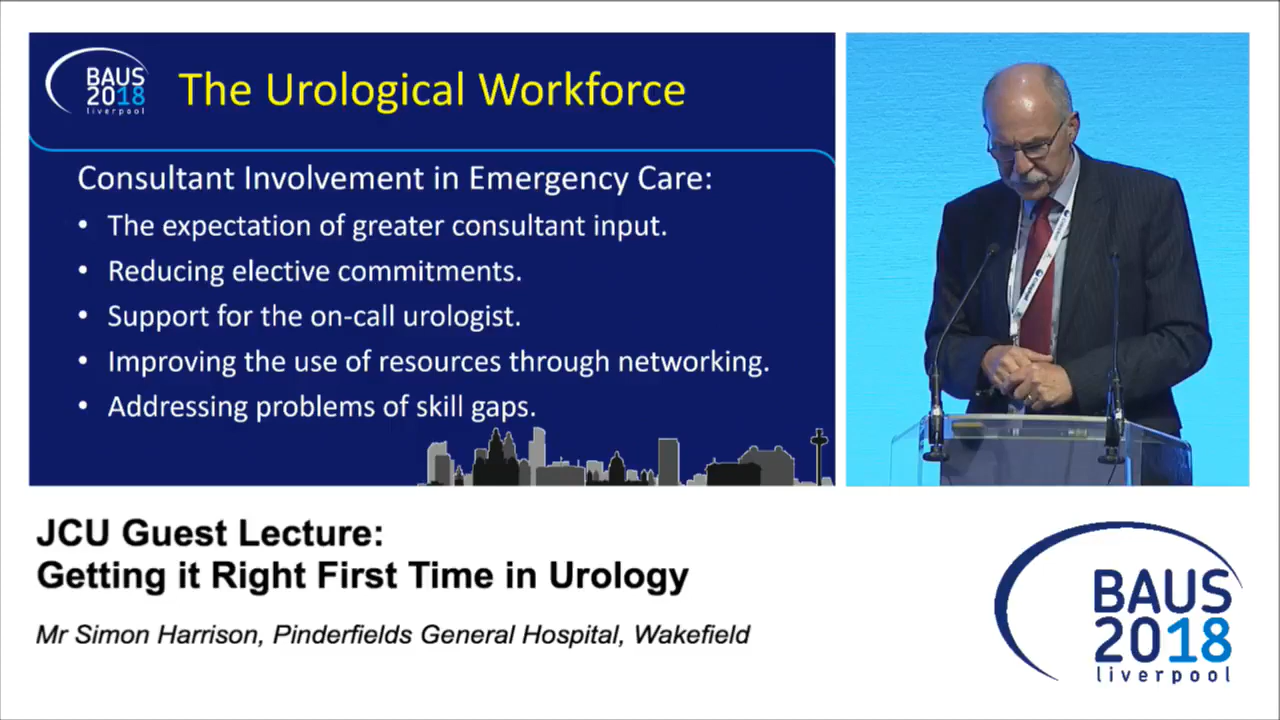 BAUS
2018
liverpool
The Urological Workforce
Consultant Involvement in Emergency Care:
• The expectation of greater consultant input.
• Reducing elective commitments.
• Support for the on-call urologist.
• Improving the use of resources through networking.
• Addressing problems of skill gaps.
JCU Guest Lecture:
Getting it Right First Time in Urology
Mr Simon Harrison, Pinderfields General Hospital, Wakefield
BAUS
2018
liverpool